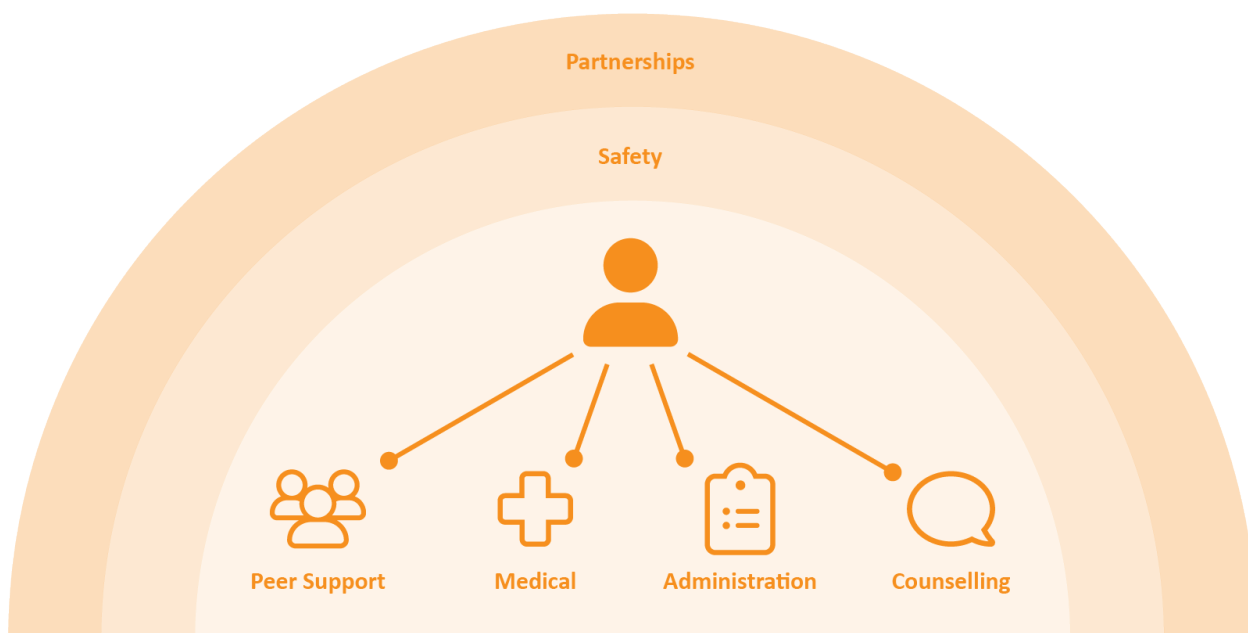 Partnerships
Safety
Peer Support
Medical
Administration
Counselling